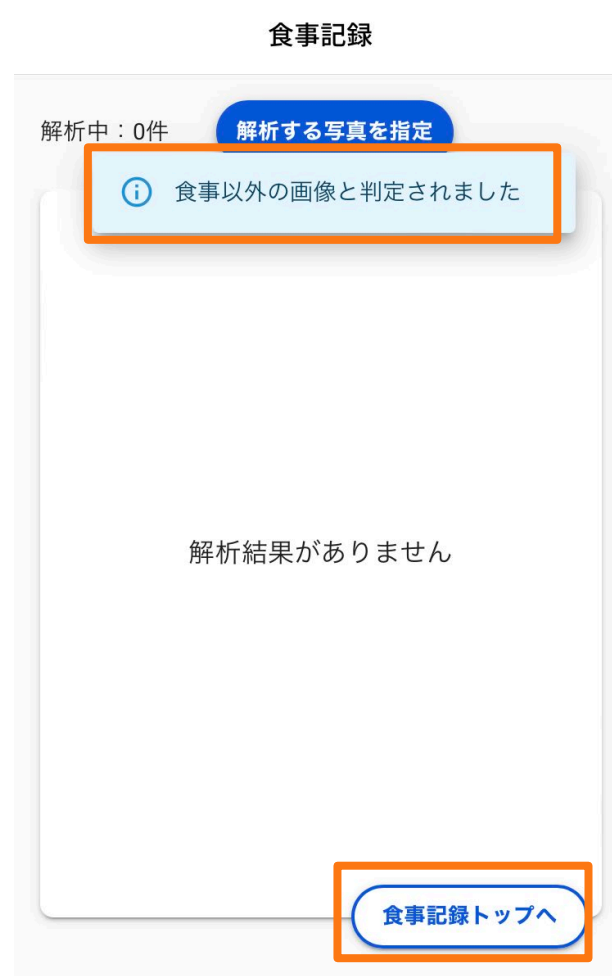 食事記録
解析中：0件
解析する写真を指定
食事以外の画像と判定されました
解析結果がありません
食事記録トップへ